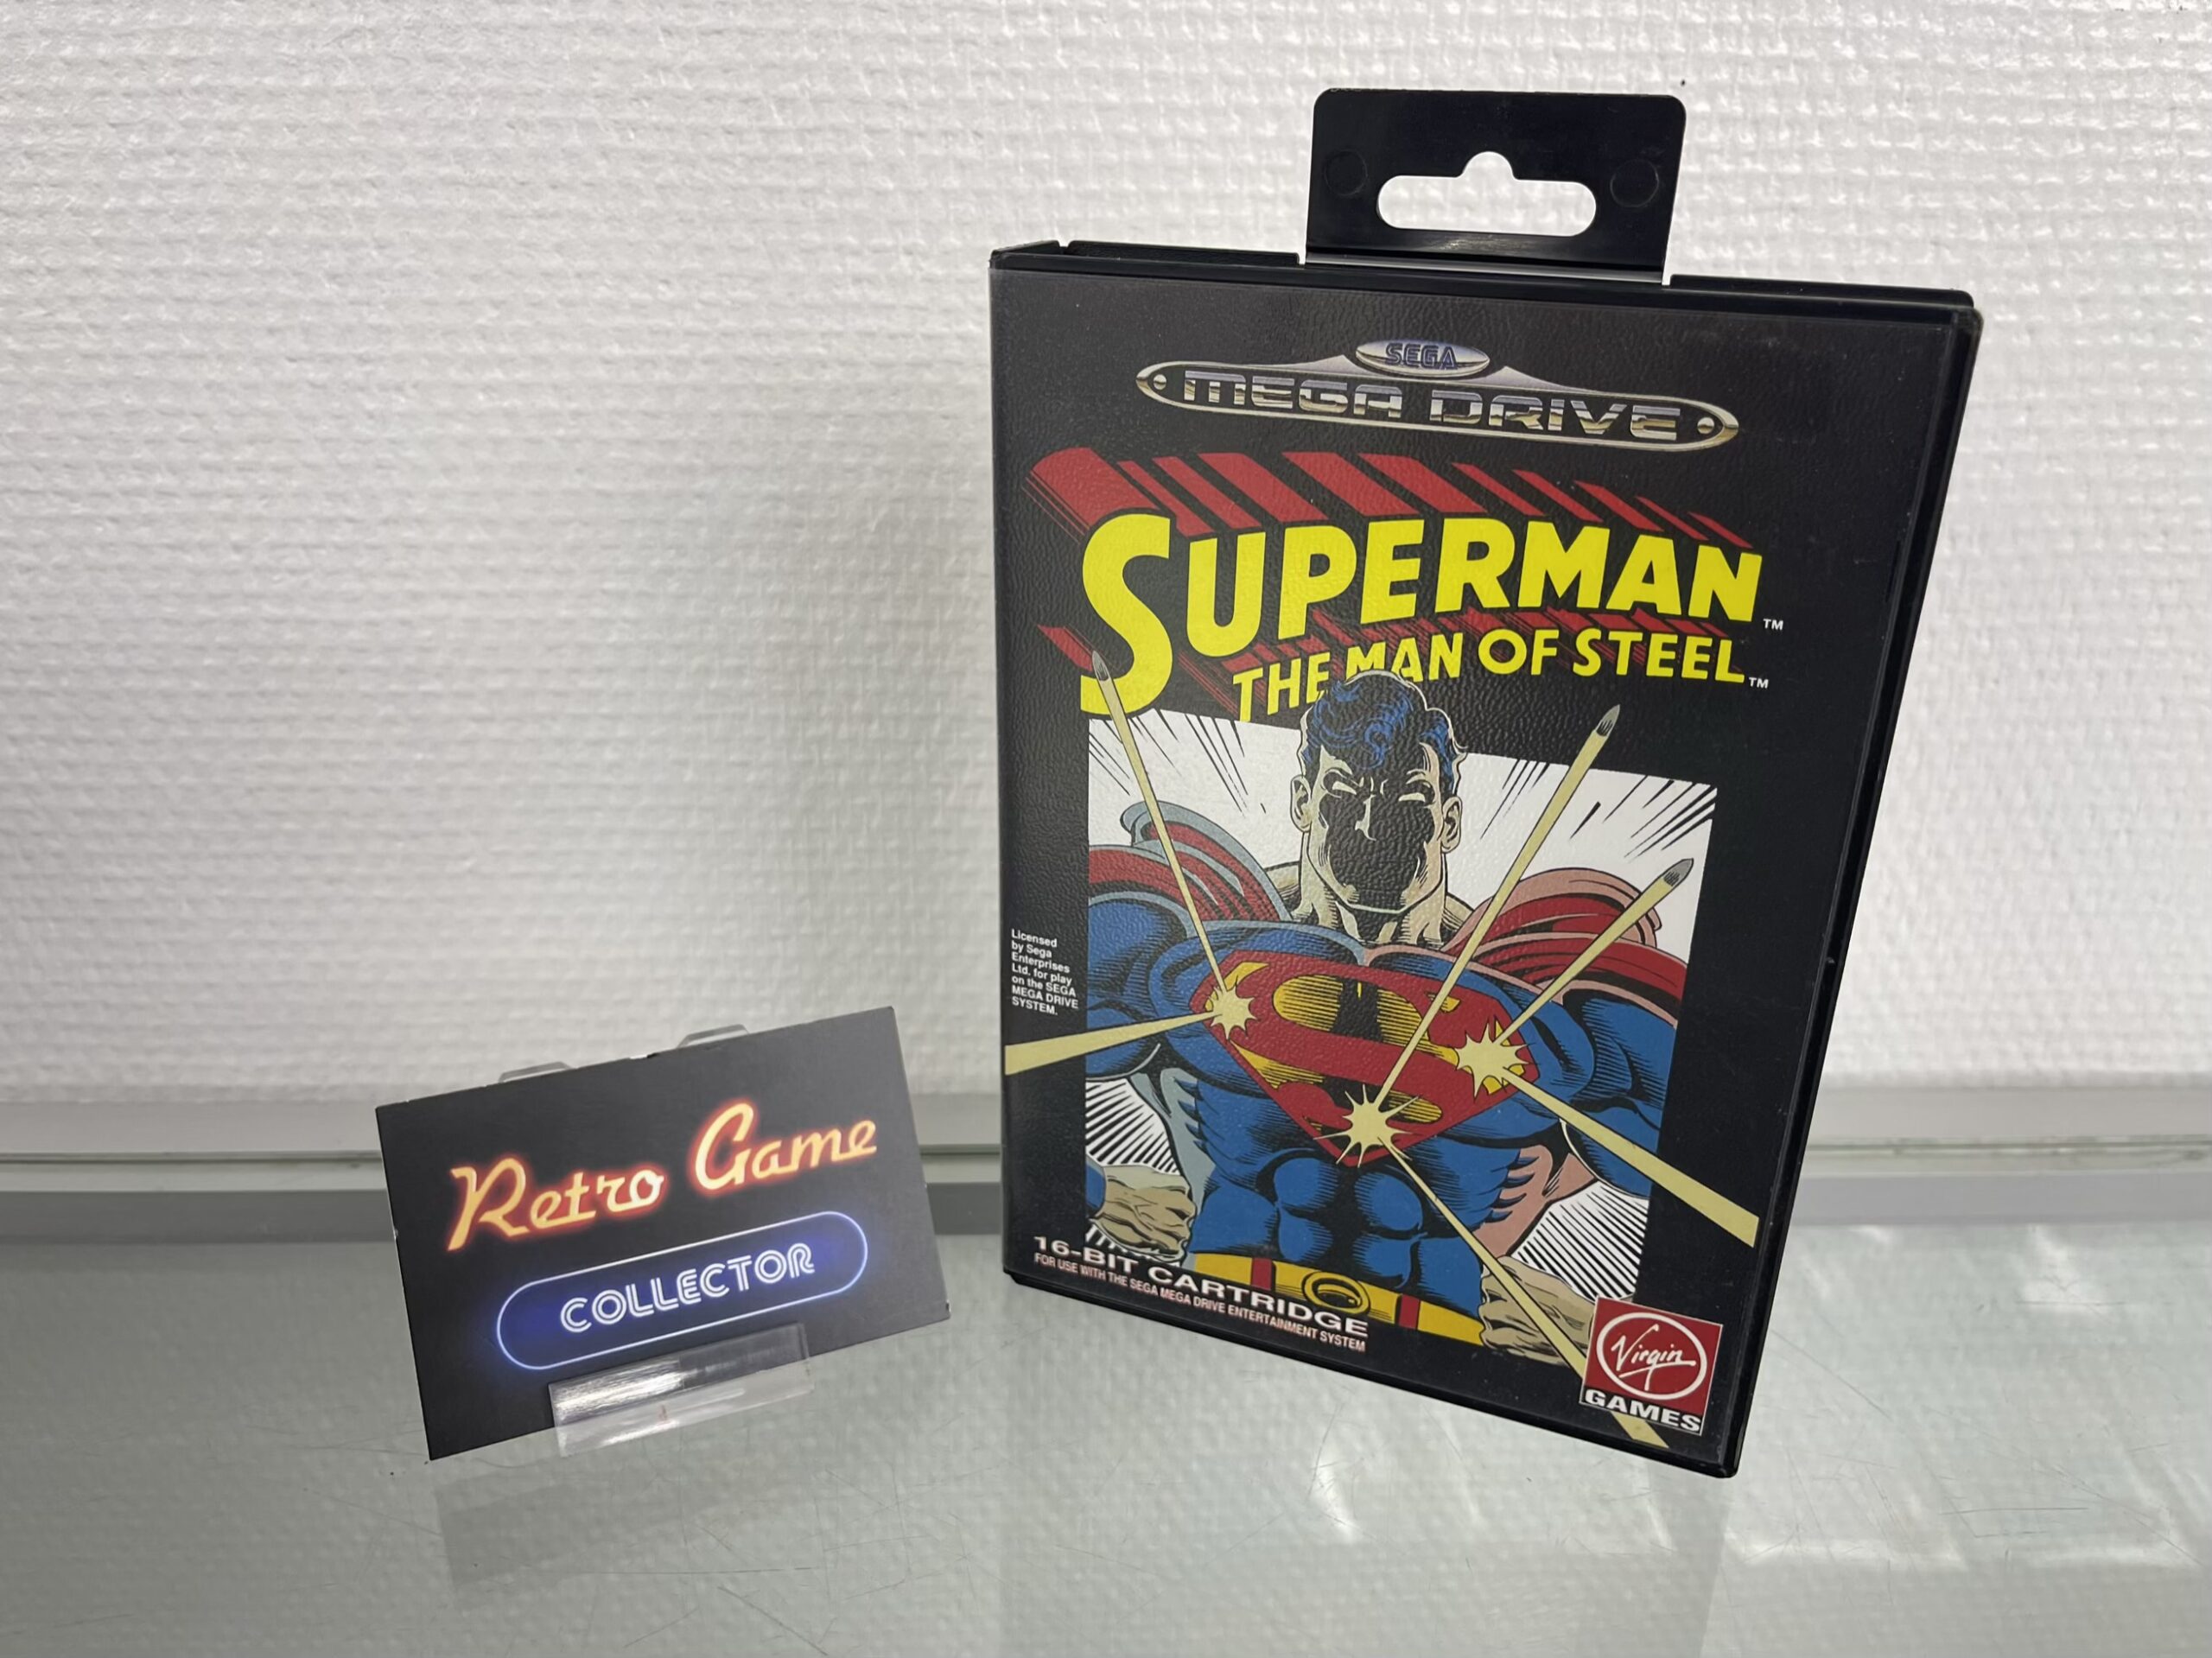 SEGA
MEGA DRIVE
SUPERMAN™
THE MAN OF STEEL™
Licensed
by Sega
Enterprises
Ltd. for play
on the SEGA
MEGA DRIVE
SYSTEM.
S
16-BIT CARTRIDGE
FOR USE WITH THE SEGA MEGA DRIVE ENTERTAINMENT SYSTEM
Virgin
GAMES
Retro Game
COLLECTOR